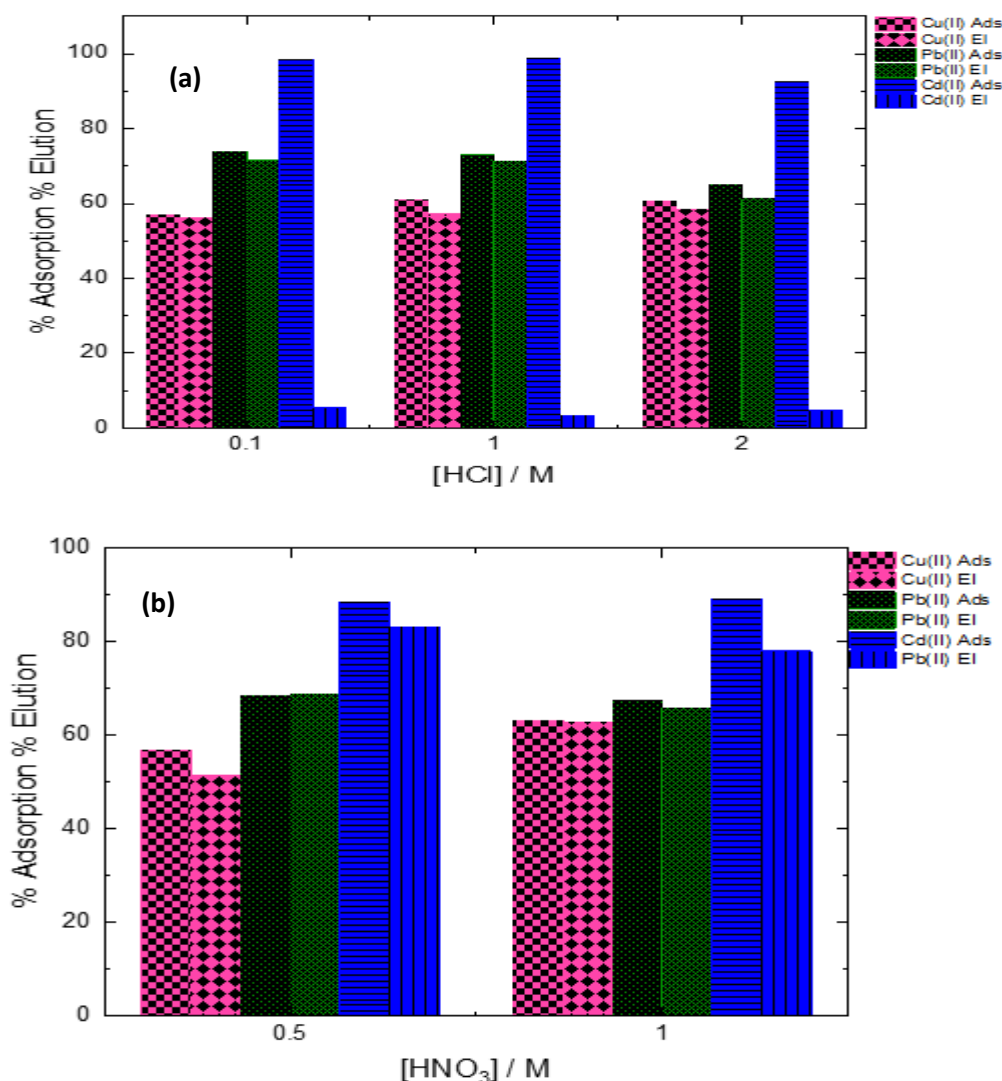 (a)
Cu(II) Ads
Cu(II) El
Pb(II) Ads
Pb(II) El
Cd(II) Ads
Cd(II) El
% Adsorption % Elution
100
80
60
40
20
0
0.1 1 2
[HCl] / M
(b)
Cu(II) Ads
Cu(II) El
Pb(II) Ads
Pb(II) El
Cd(II) Ads
Pb(II) El
% Adsorption % Elution
100
80
60
40
20
0
0.5 1
[HNO₃] / M